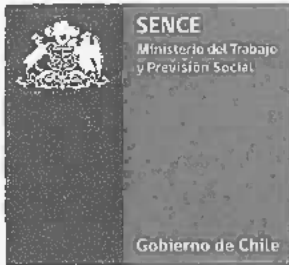 SENCE
Ministerio del Trabajo
y Previsión Social
Gobierno de Chile